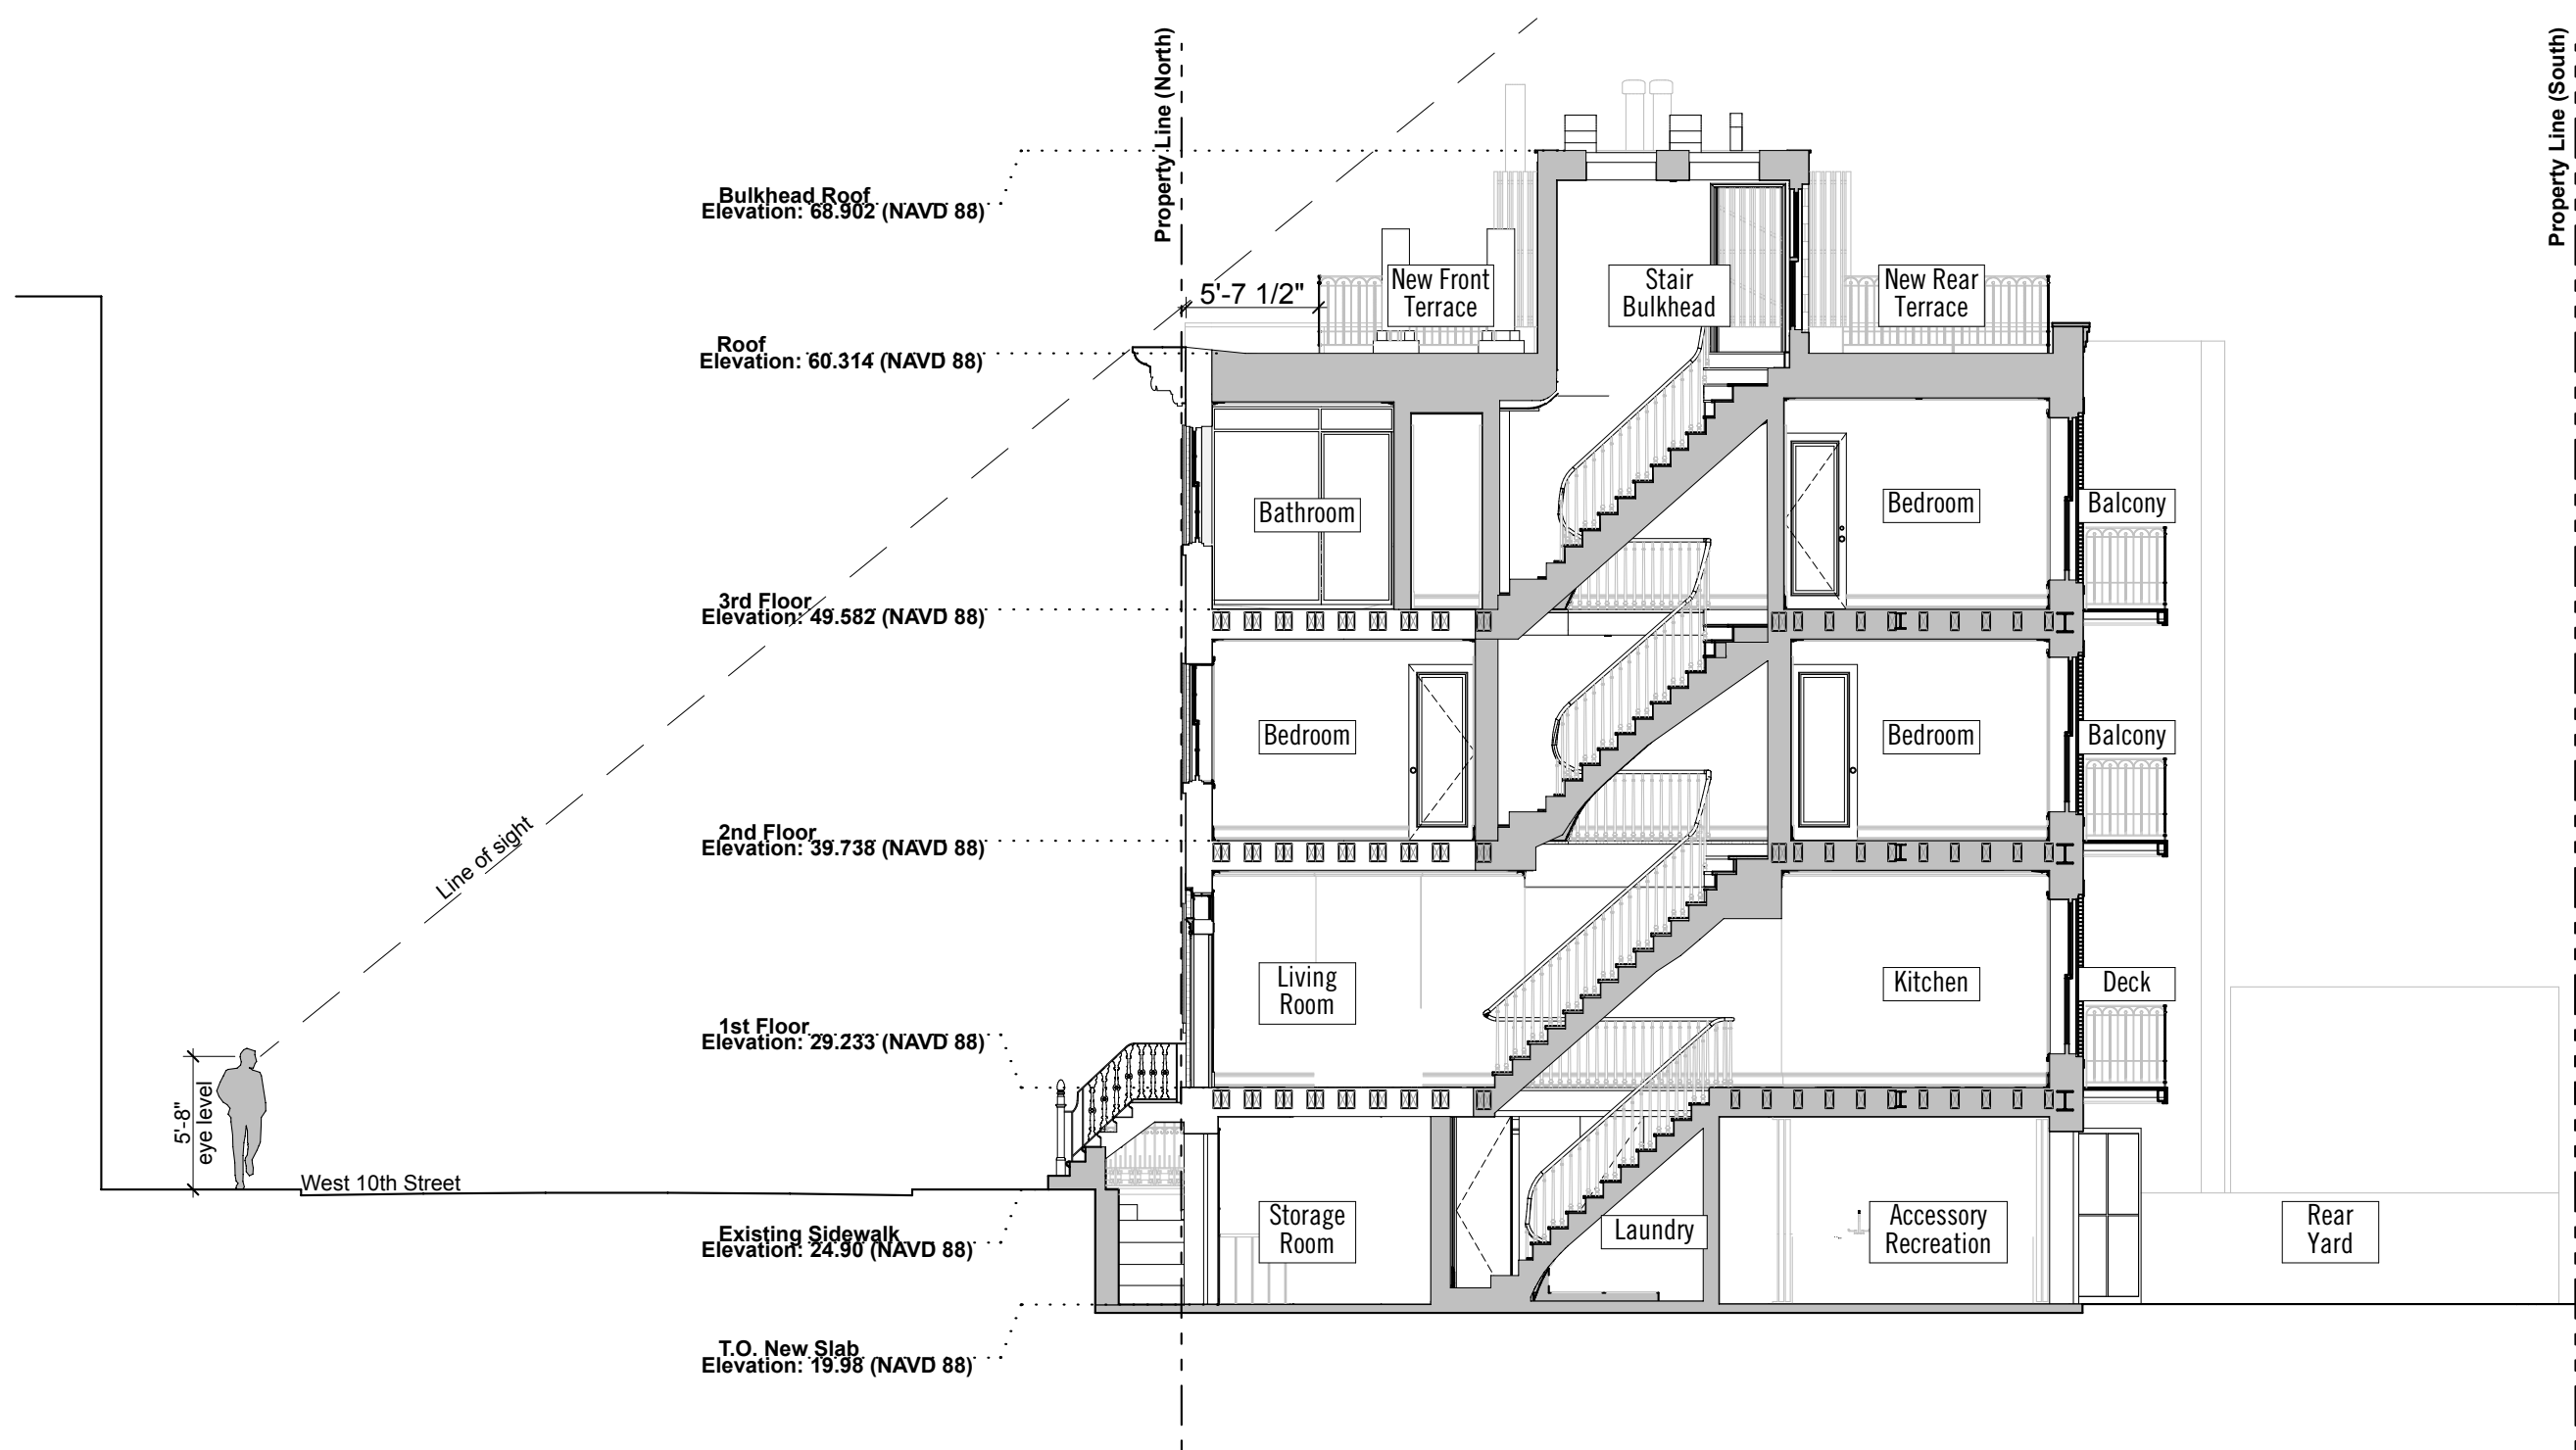 Property Line (North)
Property Line (South)
Bulkhead Roof
Elevation: 68.902 (NAVD 88)
New Front
Terrace
Stair
Bulkhead
New Rear
Terrace
5'-7 1/2"
Roof
Elevation: 60.314 (NAVD 88)
Bathroom
Bedroom
Balcony
3rd Floor
Elevation: 49.582 (NAVD 88)
Bedroom
Bedroom
Balcony
Line of sight
2nd Floor
Elevation: 39.738 (NAVD 88)
Living
Room
Kitchen
Deck
1st Floor
Elevation: 29.233 (NAVD 88)
5'-8"
eye level
West 10th Street
Existing Sidewalk
Elevation: 24.90 (NAVD 88)
Storage
Room
Laundry
Accessory
Recreation
Rear
Yard
T.O. New Slab
Elevation: 19.98 (NAVD 88)